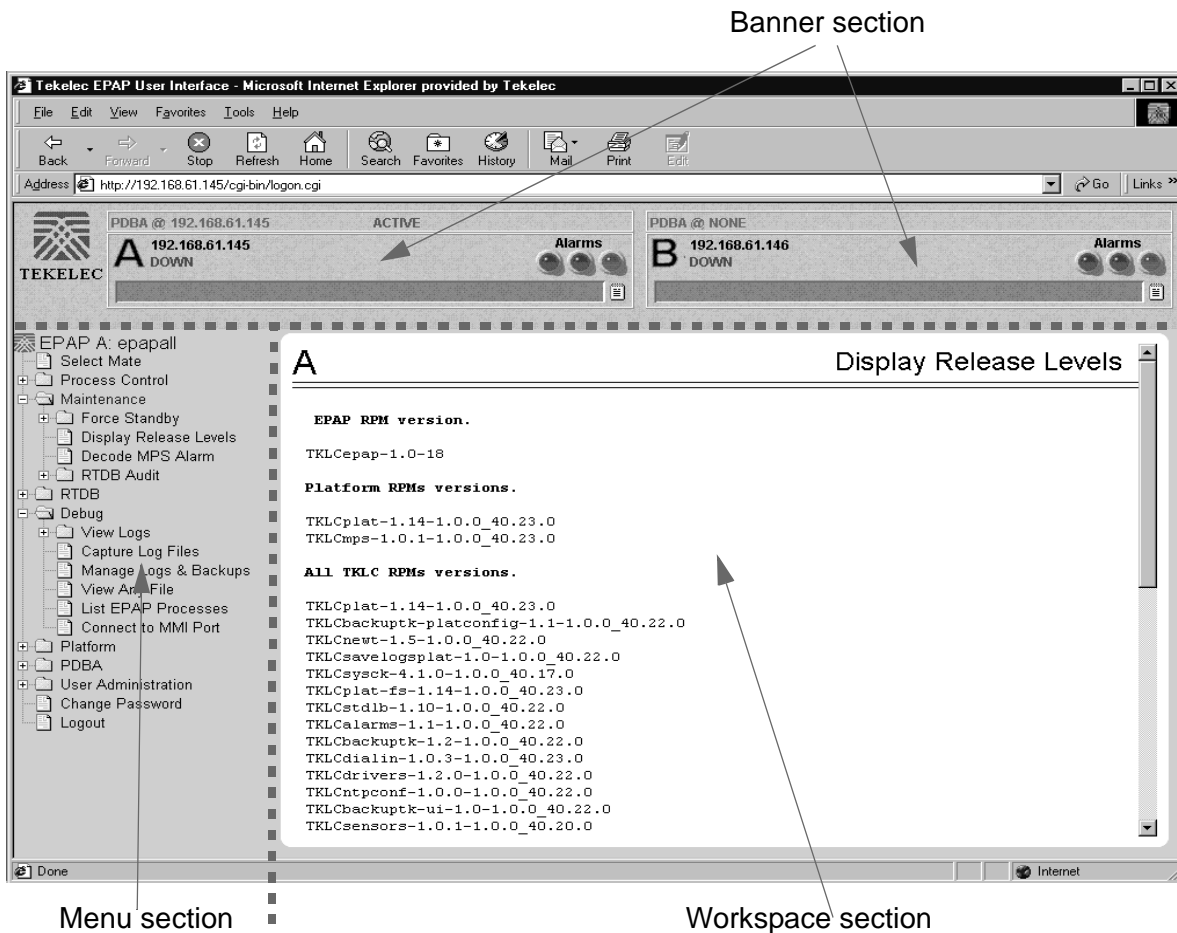 Banner section
Tekelec EPAP User Interface - Microsoft Internet Explorer provided by Tekelec
File Edit View Favorites Tools Help
Back Forward Stop Refresh Home Search Favorites History Mail Print Edit
Address http://192.168.61.145/cgi-bin/logon.cgi Go Links »
TEKELEC
PDBA @ 192.168.61.145 ACTIVE
A 192.168.61.145 Alarms
DOWN
PDBA @ NONE
B 192.168.61.146 Alarms
DOWN
EPAP A: epapall
Select Mate
Process Control
Maintenance
Force Standby
Display Release Levels
Decode MPS Alarm
RTDB Audit
RTDB
Debug
View Logs
Capture Log Files
Manage Logs & Backups
View Any File
List EPAP Processes
Connect to MMI Port
Platform
PDBA
User Administration
Change Password
Logout
A Display Release Levels
EPAP RPM version.
TKLCepap-1.0-18
Platform RPMs versions.
TKLCplat-1.14-1.0.0_40.23.0
TKLCmps-1.0.1-1.0.0_40.23.0
All TKLC RPMs versions.
TKLCplat-1.14-1.0.0_40.23.0
TKLCbackuptk-platconfig-1.1-1.0.0_40.22.0
TKLCnewt-1.5-1.0.0_40.22.0
TKLCsavelogsplat-1.0-1.0.0_40.22.0
TKLCsysck-4.1.0-1.0.0_40.17.0
TKLCplat-fs-1.14-1.0.0_40.23.0
TKLCstdlb-1.10-1.0.0_40.22.0
TKLCalarms-1.1-1.0.0_40.22.0
TKLCbackuptk-1.2-1.0.0_40.22.0
TKLCdialin-1.0.3-1.0.0_40.23.0
TKLCdrivers-1.2.0-1.0.0_40.22.0
TKLCntpconf-1.0.0-1.0.0_40.22.0
TKLCbackuptk-ui-1.0-1.0.0_40.22.0
TKLCsensors-1.0.1-1.0.0_40.20.0
Done Internet
Menu section
Workspace section